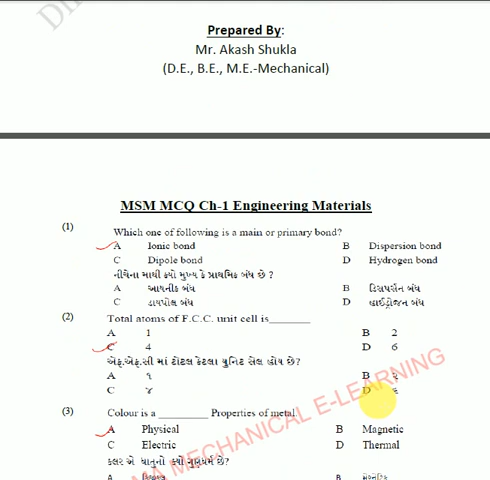 Prepared By:
Mr. Akash Shukla
(D.E., B.E., M.E.-Mechanical)
MSM MCQ Ch-1 Engineering Materials
(1) Which one of following is a main or primary bond?
A Ionic bond B Dispersion bond
C Dipole bond D Hydrogen bond
નીચેના માથી ક્યો મુખ્ય કે પ્રાથમિક બંધ છે ?
A આયનીક બંધ B ડિસપર્સન બંધ
C ડાયપોલ બંધ D હાઈડ્રોજન બંધ
(2) Total atoms of F.C.C. unit cell is________
A 1 B 2
C 4 D 6
એફ.એફ.સી માં ટોટલ કેટલા યુનિટ સેલ હોય છે?
A ૧ B ૨
C ૪ D ૬
(3) Colour is a __________ Properties of metal
A Physical B Magnetic
C Electric D Thermal
કલર એ ધાતુનો ક્યો ગુણધર્મ છે?
A B
MA MECHANICAL E-LEARNING